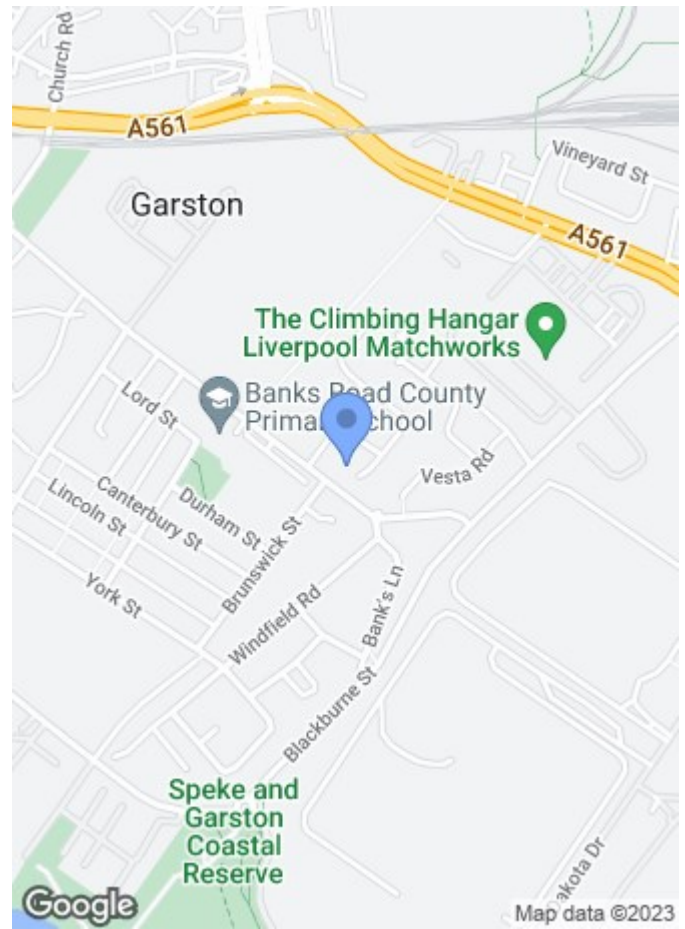 Church Rd
A561
Vineyard St
Garston
A561
The Climbing Hangar
Liverpool Matchworks
Lord St
Banks Road County
Primary School
Vesta Rd
Durham St
Canterbury St
Lincoln St
Brunswick St
York St
Windfield Rd
Bank's Ln
Blackburne St
Speke and
Garston
Coastal
Reserve
Dakota Dr
Google
Map data ©2023